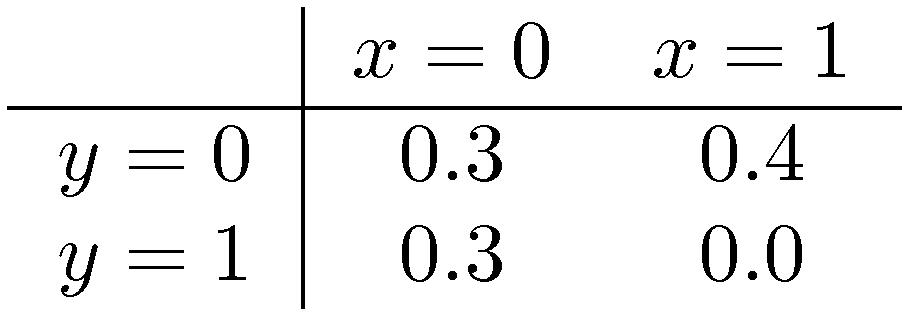 x = 0 x = 1
y = 0 0.3 0.4
y = 1 0.3 0.0